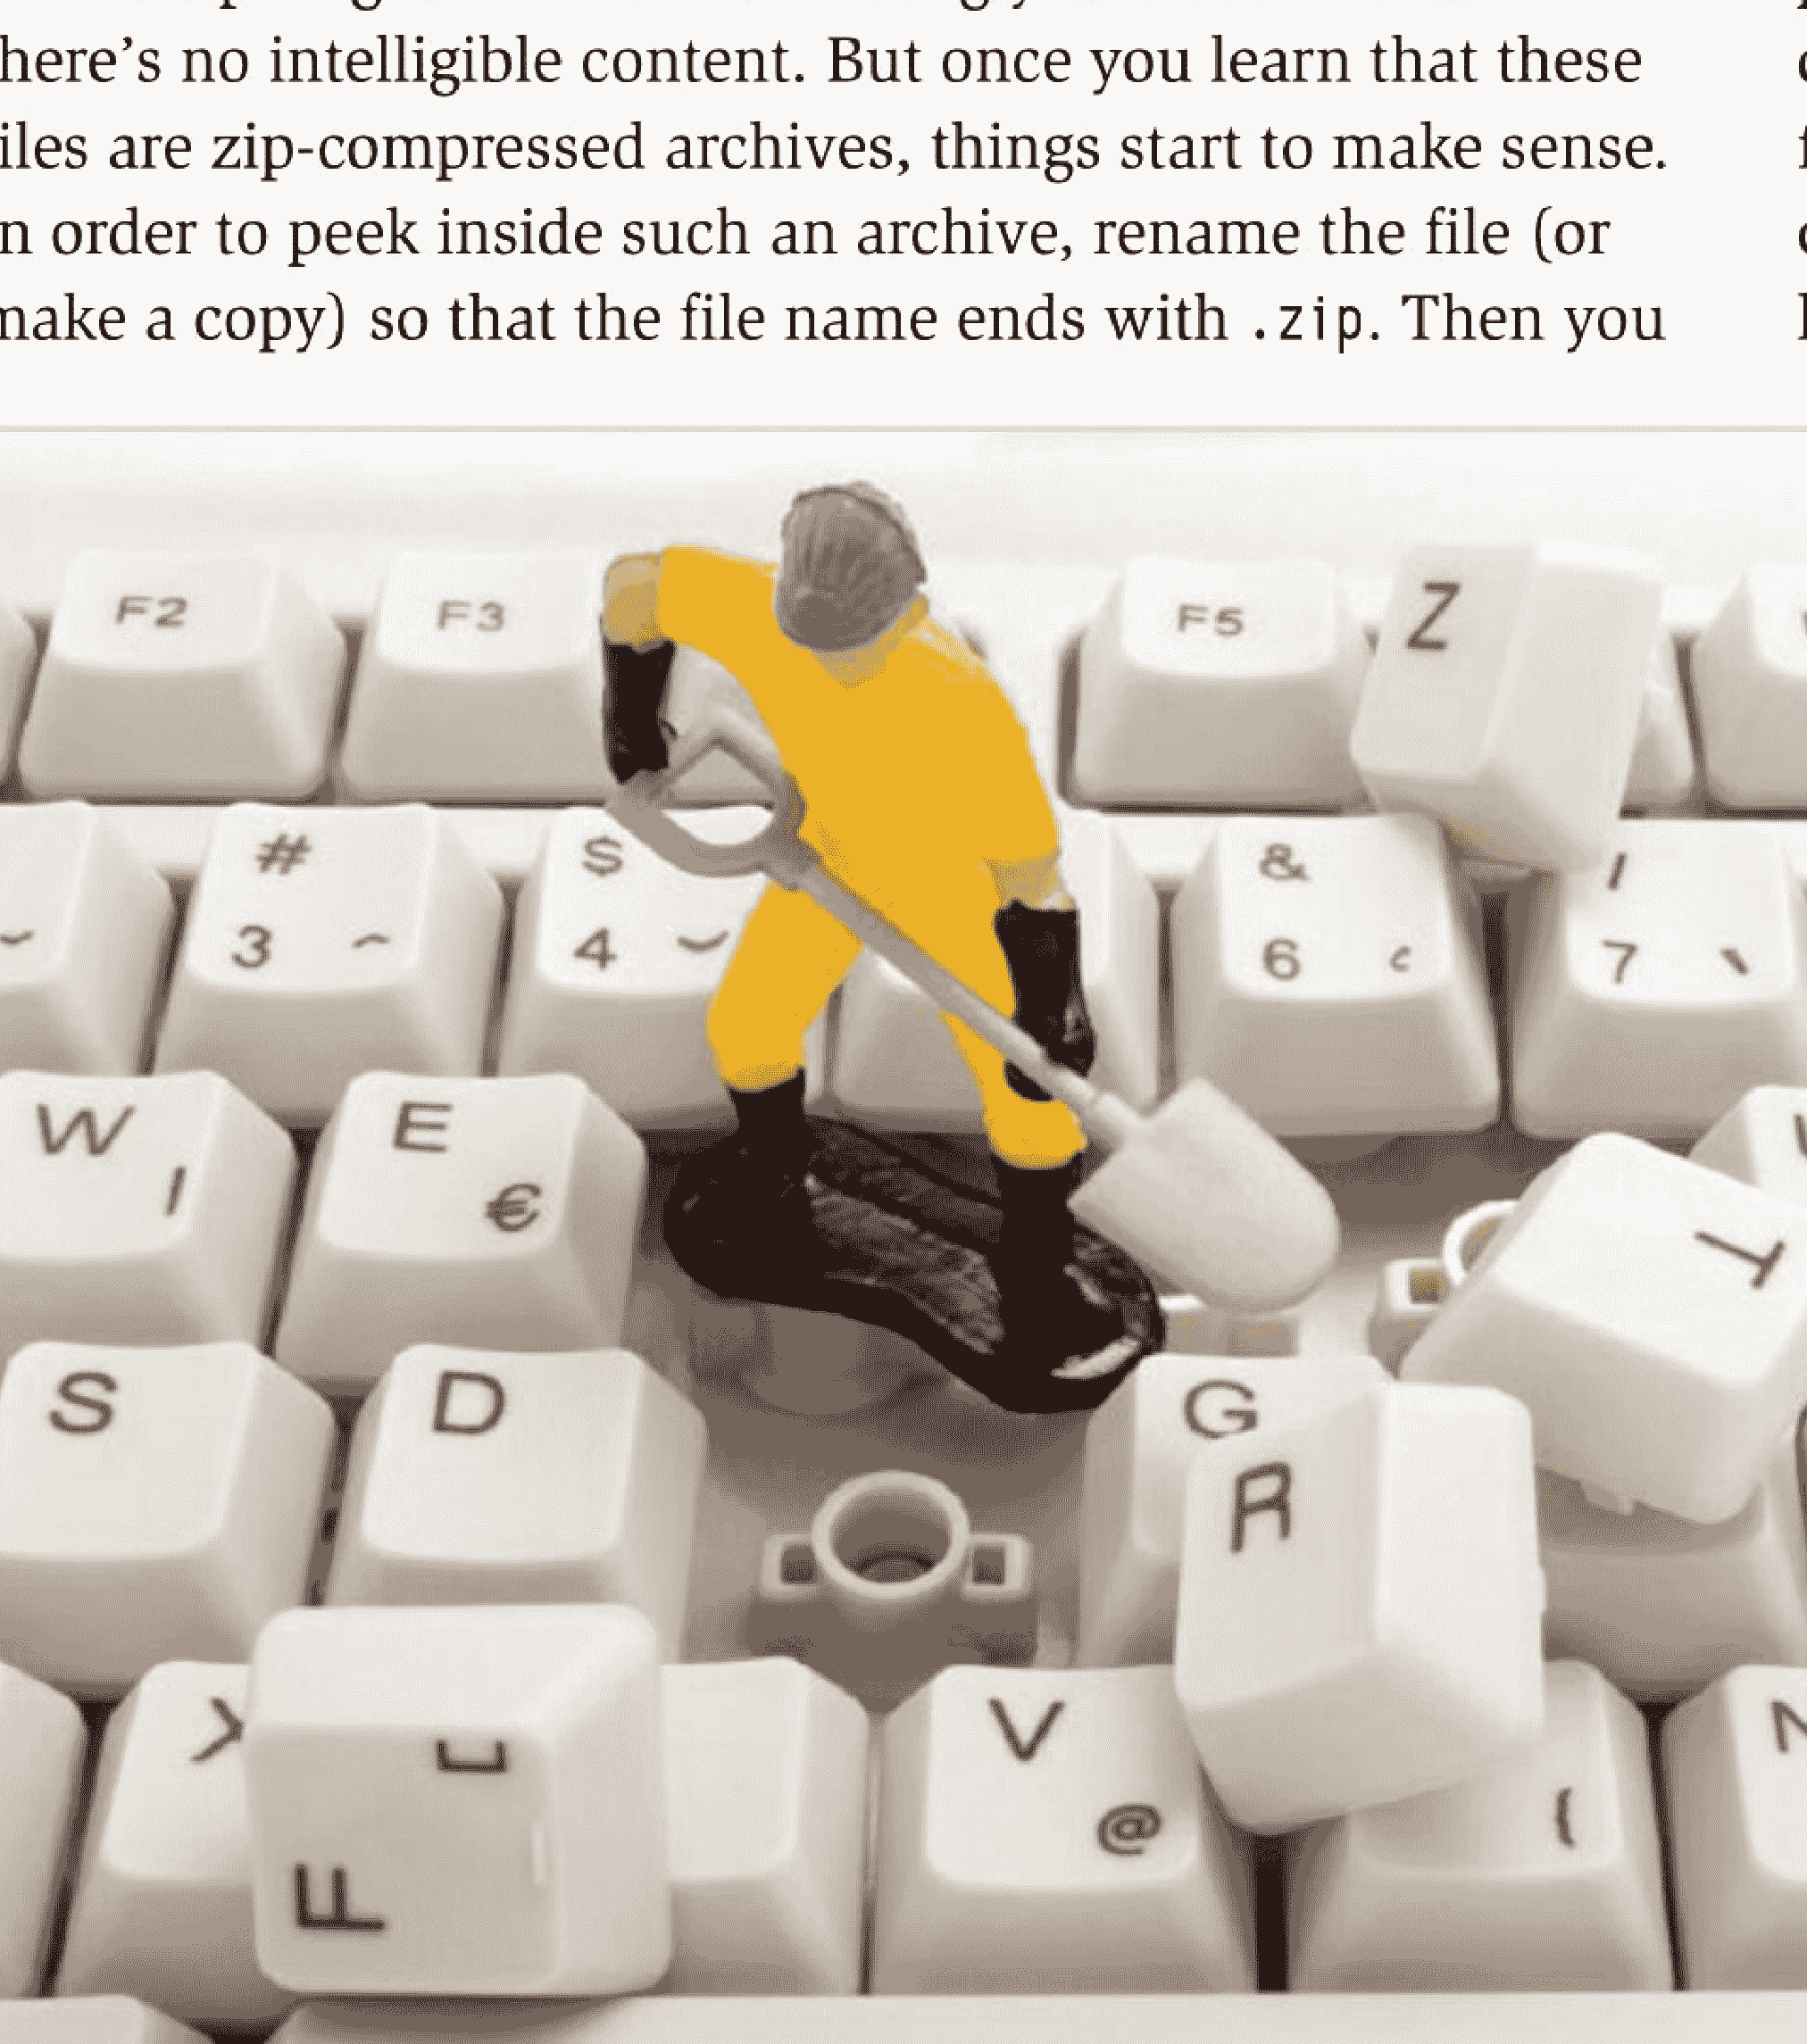 here's no intelligible content. But once you learn that these
iles are zip-compressed archives, things start to make sense.
n order to peek inside such an archive, rename the file (or
make a copy) so that the file name ends with .zip. Then you
F2 F3 F5 Z
# $ & /
3 4 6 7
W E T
I €
S D G
R
X V N
F @ {